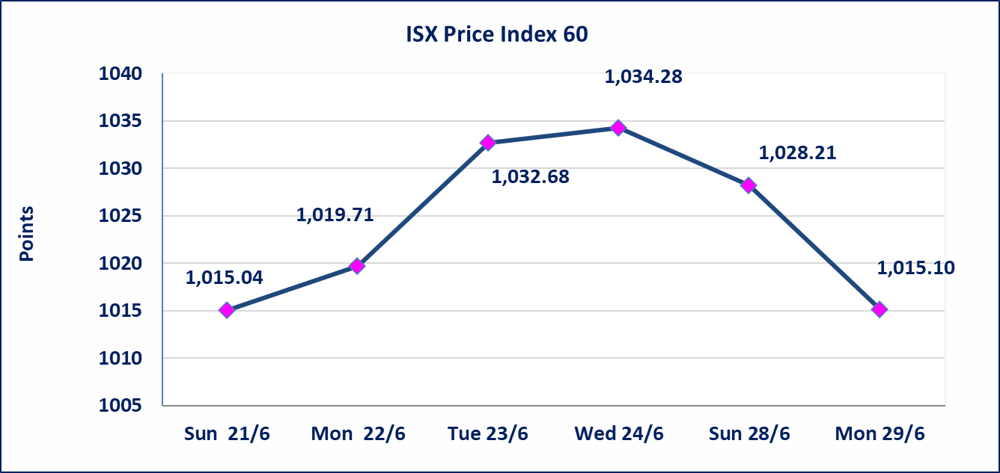 ISX Price Index 60
Points
1040
1035
1030
1025
1020
1015
1010
1005
1,015.04
1,019.71
1,032.68
1,034.28
1,028.21
1,015.10
Sun 21/6
Mon 22/6
Tue 23/6
Wed 24/6
Sun 28/6
Mon 29/6